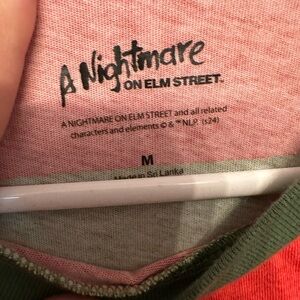 A Nightmare
ON ELM STREET™
A NIGHTMARE ON ELM STREET and all related
characters and elements © & ™ NLP. (s24)
M
Made in Sri Lanka